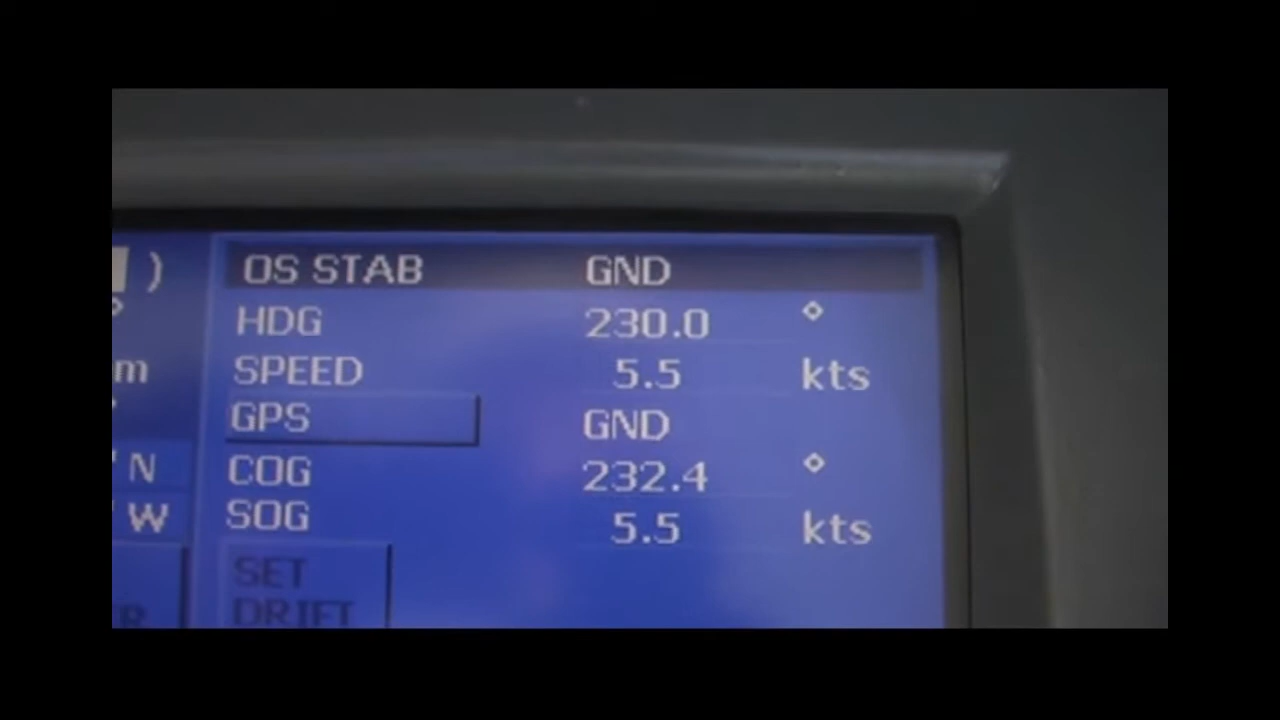 )
OS STAB GND
°
HDG 230.0 °
m
SPEED 5.5 kts
GPS GND
' N
COG 232.4 °
' W
SOG 5.5 kts
SET
DRIFT